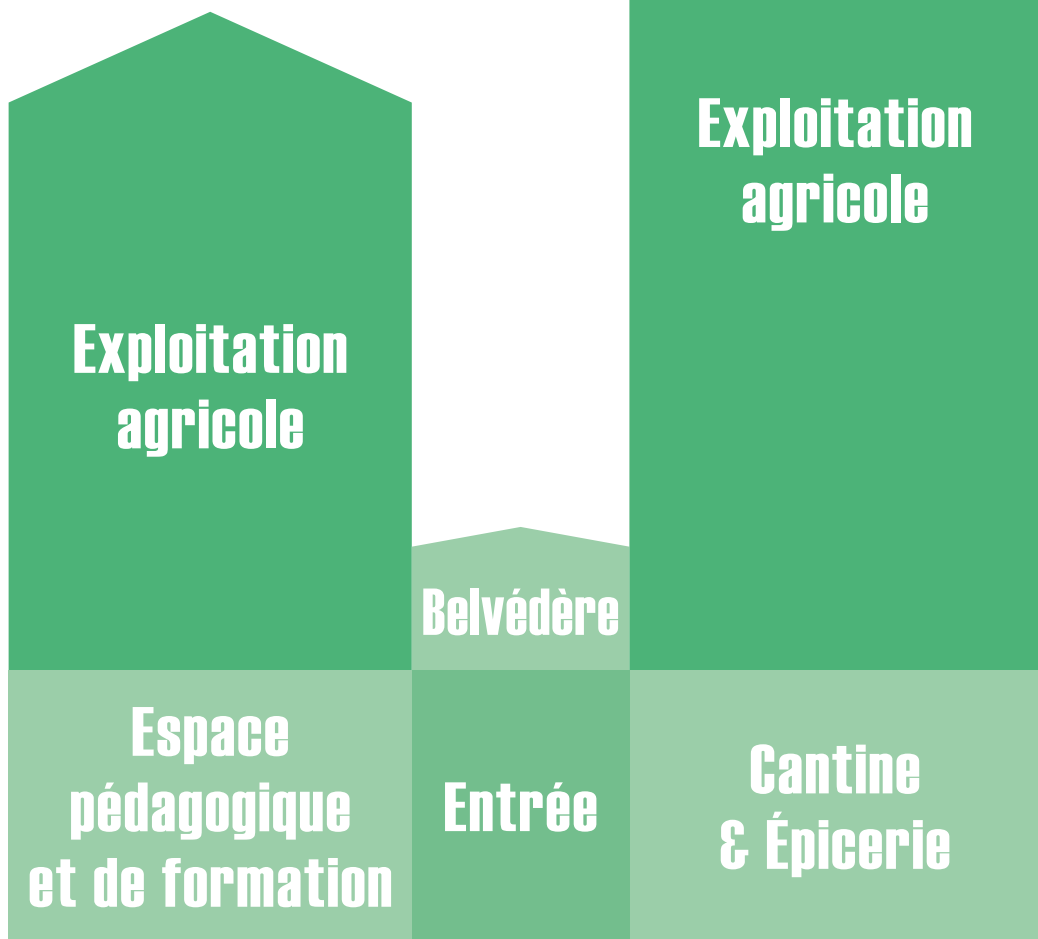 Exploitation
agricole
Exploitation
agricole
Belvédère
Espace
pédagogique
et de formation
Entrée
Cantine
& Épicerie